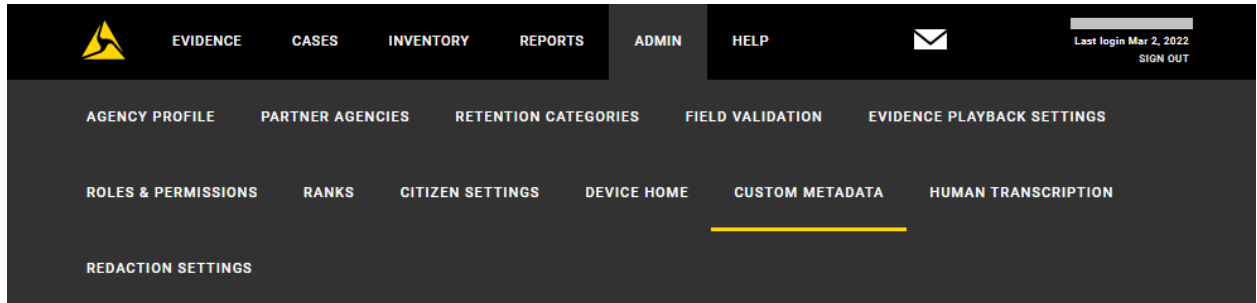 EVIDENCE CASES INVENTORY REPORTS ADMIN HELP
Last login Mar 2, 2022
SIGN OUT
AGENCY PROFILE PARTNER AGENCIES RETENTION CATEGORIES FIELD VALIDATION EVIDENCE PLAYBACK SETTINGS
ROLES & PERMISSIONS RANKS CITIZEN SETTINGS DEVICE HOME CUSTOM METADATA HUMAN TRANSCRIPTION
REDACTION SETTINGS